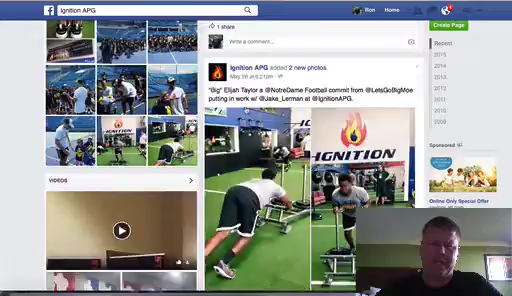 Ignition APG
Ron
Home
Create Page
1 share
Write a comment...
Ignition APG added 2 new photos.
May 26 at 6:21pm
"Big" Elijah Taylor a @NotreDame Football commit from @LetsGoBigMoe
putting in work w/ @Jake_Lerman at @IgnitionAPG.
IGNITION
IGNITION
VIDEOS
Recent
2015
2014
2013
2012
2011
2010
2009
Sponsored
Online Only Special Offer